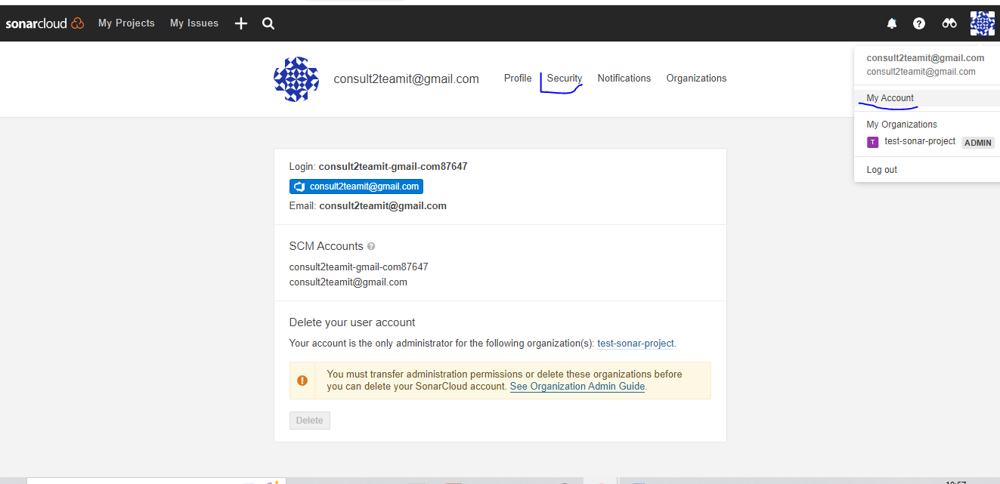 sonarcloud My Projects My Issues
consult2teamit@gmail.com Profile Security Notifications Organizations
consult2teamit@gmail.com
consult2teamit@gmail.com
My Account
My Organizations
T test-sonar-project ADMIN
Log out
Login: consult2teamit-gmail-com87647
consult2teamit@gmail.com
Email: consult2teamit@gmail.com
SCM Accounts ?
consult2teamit-gmail-com87647
consult2teamit@gmail.com
Delete your user account
Your account is the only administrator for the following organization(s): test-sonar-project.
You must transfer administration permissions or delete these organizations before
you can delete your SonarCloud account. See Organization Admin Guide.
Delete